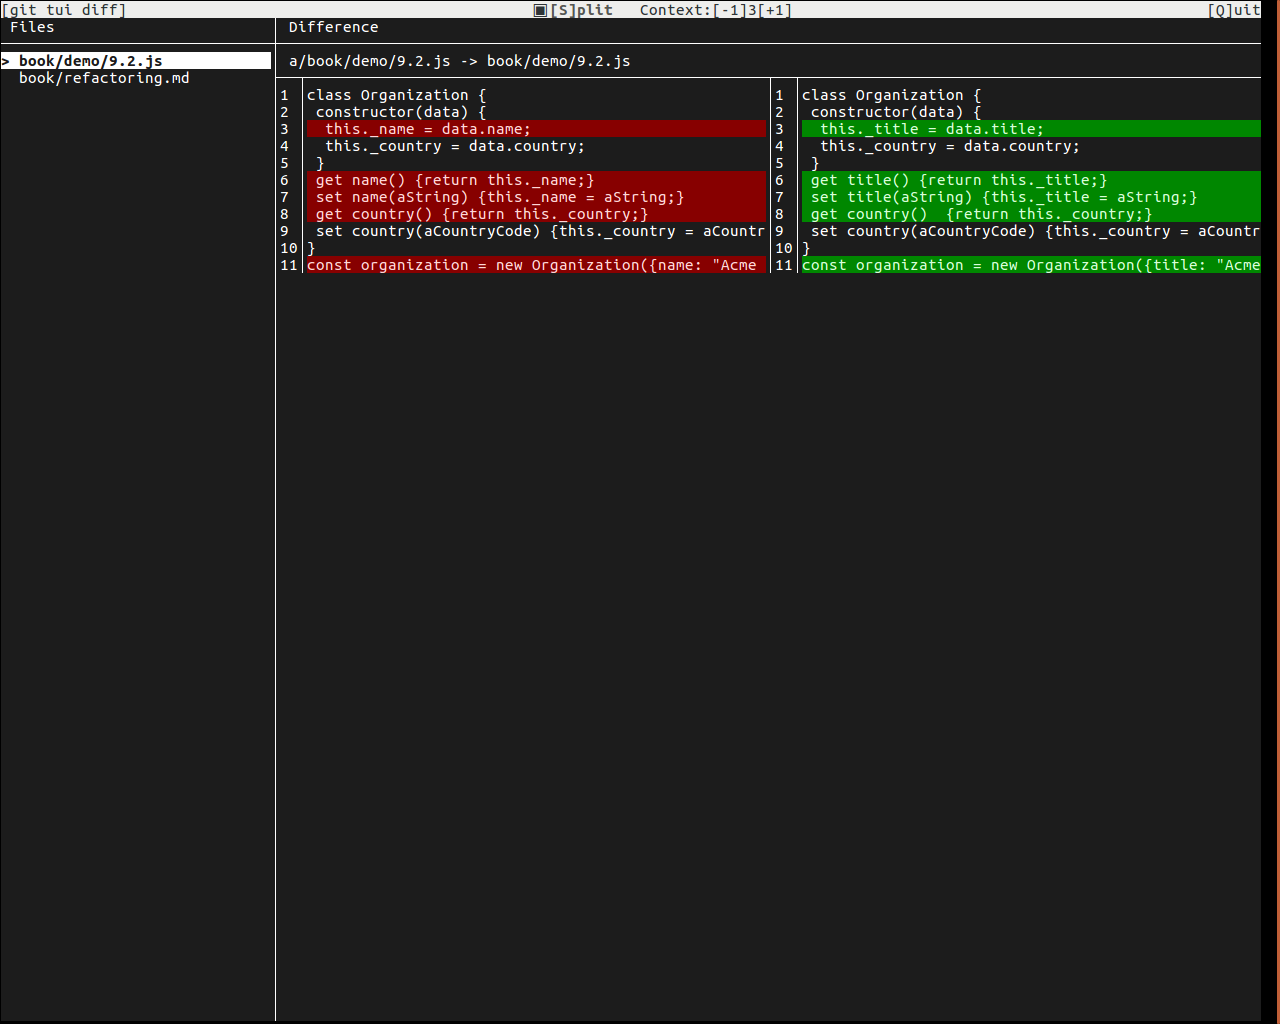 [git tui diff] ▣[S]plit Context:[-1]3[+1] [Q]uit
Files
> book/demo/9.2.js
book/refactoring.md
Difference
a/book/demo/9.2.js -> book/demo/9.2.js
1 class Organization {
2  constructor(data) {
3   this._name = data.name;
4   this._country = data.country;
5  }
6  get name() {return this._name;}
7  set name(aString) {this._name = aString;}
8  get country() {return this._country;}
9  set country(aCountryCode) {this._country = aCountr
10 }
11 const organization = new Organization({name: "Acme
1 class Organization {
2  constructor(data) {
3   this._title = data.title;
4   this._country = data.country;
5  }
6  get title() {return this._title;}
7  set title(aString) {this._title = aString;}
8  get country()  {return this._country;}
9  set country(aCountryCode) {this._country = aCountr
10 }
11 const organization = new Organization({title: "Acme